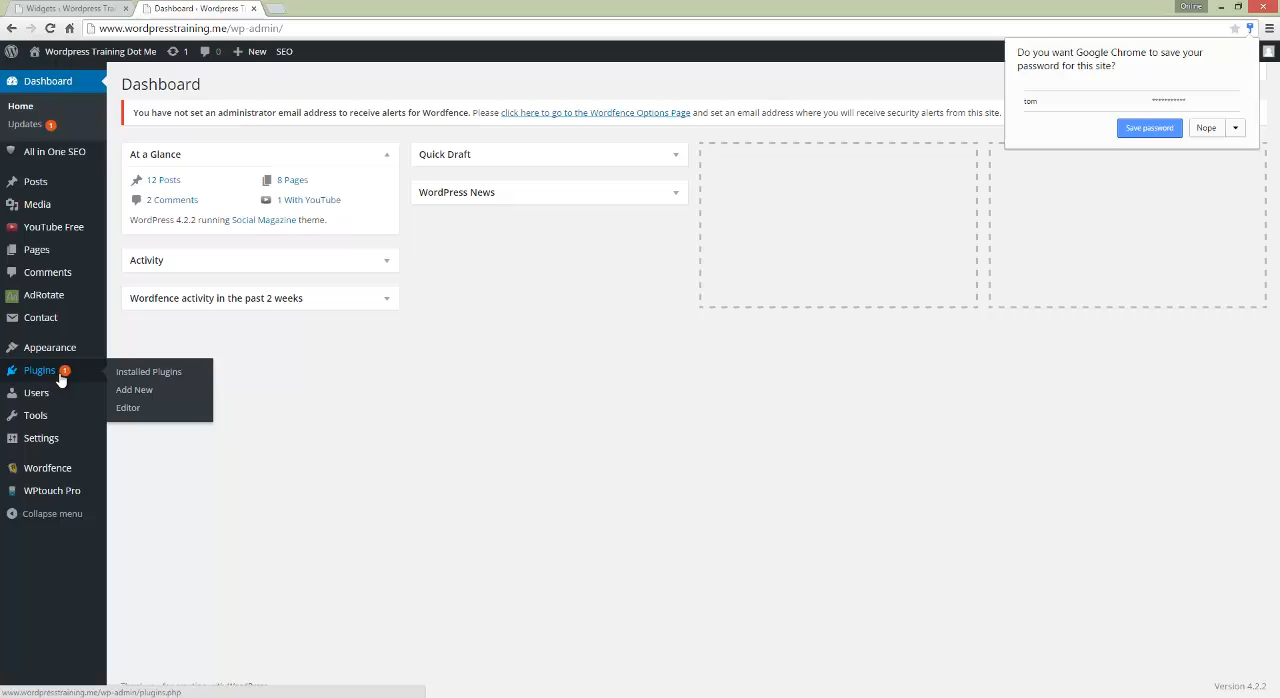 Widgets ‹ Wordpress Trai
Dashboard ‹ Wordpress Ti
Online
www.wordpresstraining.me/wp-admin/
Wordpress Training Dot Me
1
0
New
SEO
Do you want Google Chrome to save your
password for this site?
tom
***********
Save password
Nope
Dashboard
Home
Updates 1
All in One SEO
Posts
Media
YouTube Free
Pages
Comments
AdRotate
Contact
Appearance
Plugins 1
Users
Tools
Settings
Wordfence
WPtouch Pro
Collapse menu
Installed Plugins
Add New
Editor
Dashboard
You have not set an administrator email address to receive alerts for Wordfence. Please click here to go to the Wordfence Options Page and set an email address where you will receive security alerts from this site.
At a Glance
12 Posts
8 Pages
2 Comments
1 With YouTube
WordPress 4.2.2 running Social Magazine theme.
Activity
Wordfence activity in the past 2 weeks
Quick Draft
WordPress News
www.wordpresstraining.me/wp-admin/plugins.php
Version 4.2.2